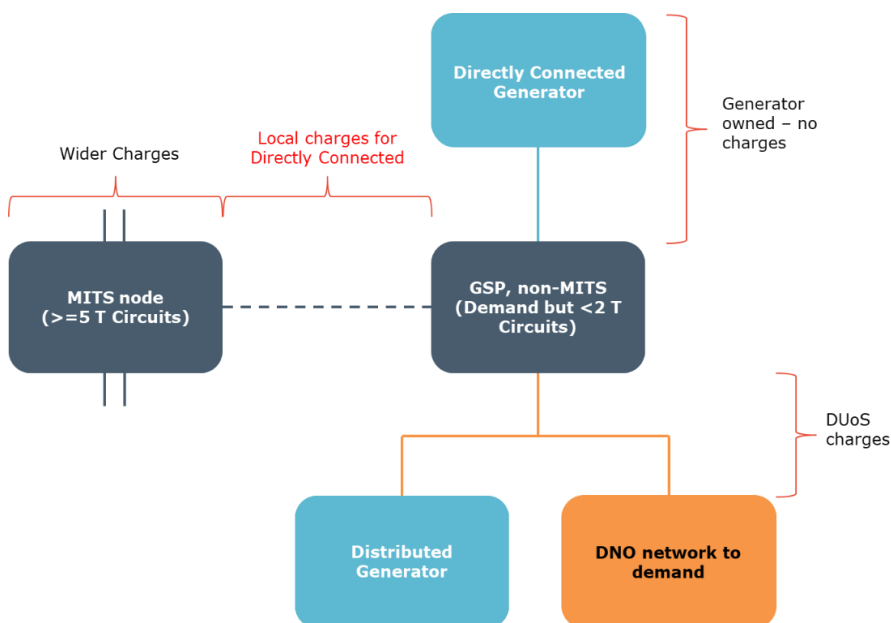 Directly Connected
Generator
Generator
owned – no
charges
Wider Charges
Local charges for
Directly Connected
MITS node
(>=5 T Circuits)
GSP, non-MITS
(Demand but <2 T
Circuits)
DUoS
charges
Distributed
Generator
DNO network to
demand